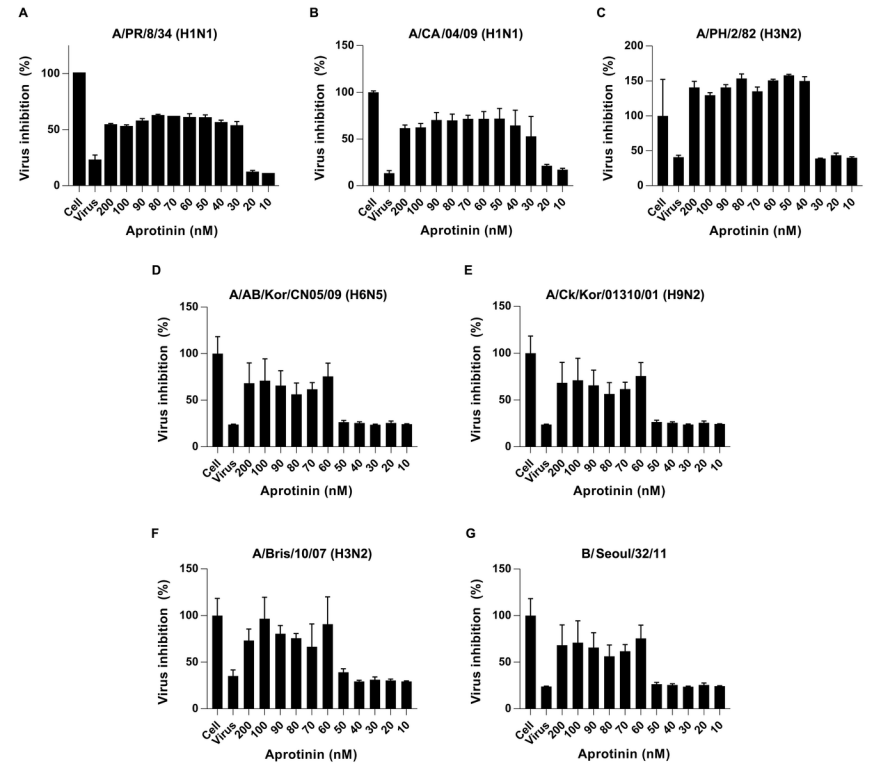 A
A/PR/8/34 (H1N1)
Virus inhibition (%)
100
50
0
Cell Virus 200 100 90 80 70 60 50 40 30 20 10
Aprotinin (nM)
B
A/CA/04/09 (H1N1)
Virus inhibition (%)
150
100
50
0
Cell Virus 200 100 90 80 70 60 50 40 30 20 10
Aprotinin (nM)
C
A/PH/2/82 (H3N2)
Virus inhibition (%)
200
150
100
50
0
Cell Virus 200 100 90 80 70 60 50 40 30 20 10
Aprotinin (nM)
D
A/AB/Kor/CN05/09 (H6N5)
Virus inhibition (%)
150
100
50
0
Cell Virus 200 100 90 80 70 60 50 40 30 20 10
Aprotinin (nM)
E
A/Ck/Kor/01310/01 (H9N2)
Virus inhibition (%)
150
100
50
0
Cell Virus 200 100 90 80 70 60 50 40 30 20 10
Aprotinin (nM)
F
A/Bris/10/07 (H3N2)
Virus inhibition (%)
150
100
50
0
Cell Virus 200 100 90 80 70 60 50 40 30 20 10
Aprotinin (nM)
G
B/Seoul/32/11
Virus inhibition (%)
150
100
50
0
Cell Virus 200 100 90 80 70 60 50 40 30 20 10
Aprotinin (nM)